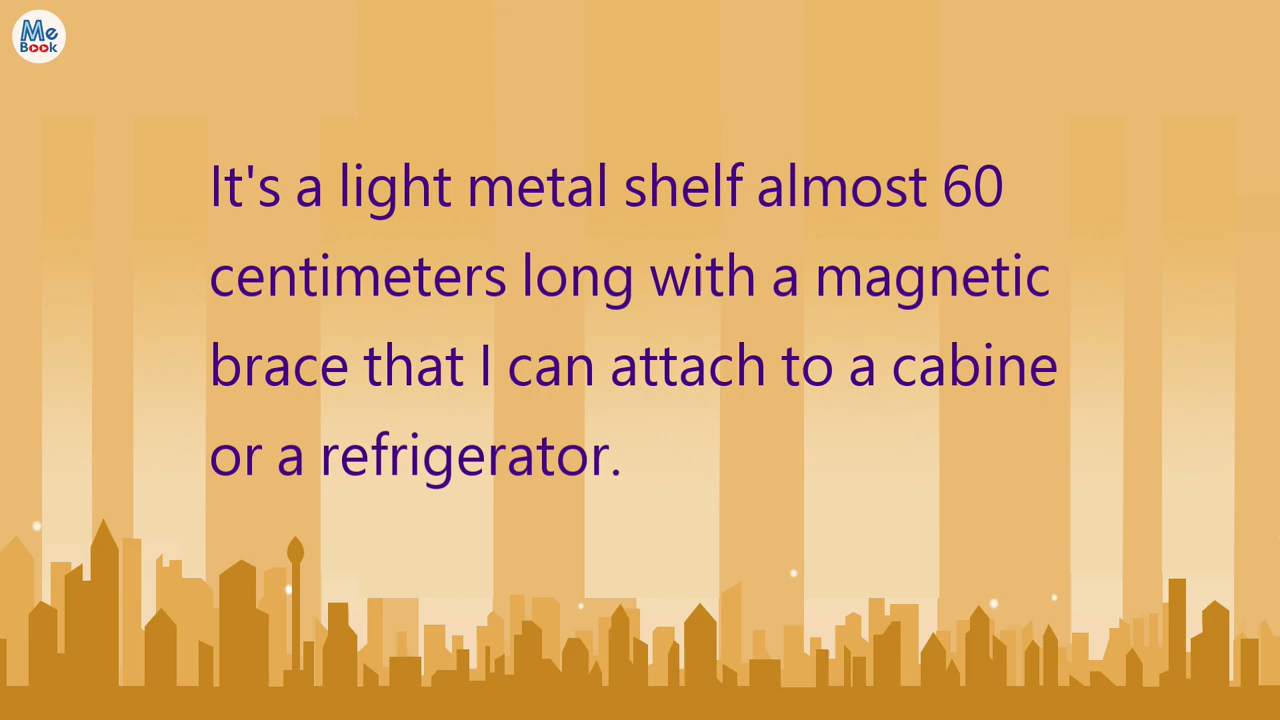 Me
Book
It's a light metal shelf almost 60
centimeters long with a magnetic
brace that I can attach to a cabine
or a refrigerator.